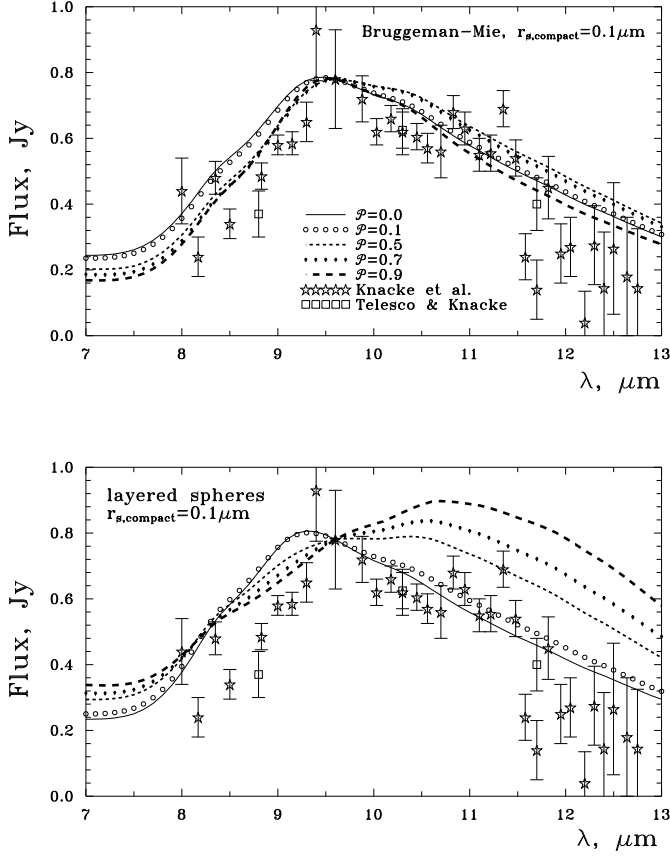 Bruggeman-Mie, r_{s,compact}=0.1μm
Flux, Jy
1.0
0.8
0.6
0.4
0.2
0.0
𝒫=0.0
𝒫=0.1
𝒫=0.5
𝒫=0.7
𝒫=0.9
Knacke et al.
Telesco & Knacke
7 8 9 10 11 12 13
λ, μm
layered spheres
r_{s,compact}=0.1μm
Flux, Jy
1.0
0.8
0.6
0.4
0.2
0.0
7 8 9 10 11 12 13
λ, μm